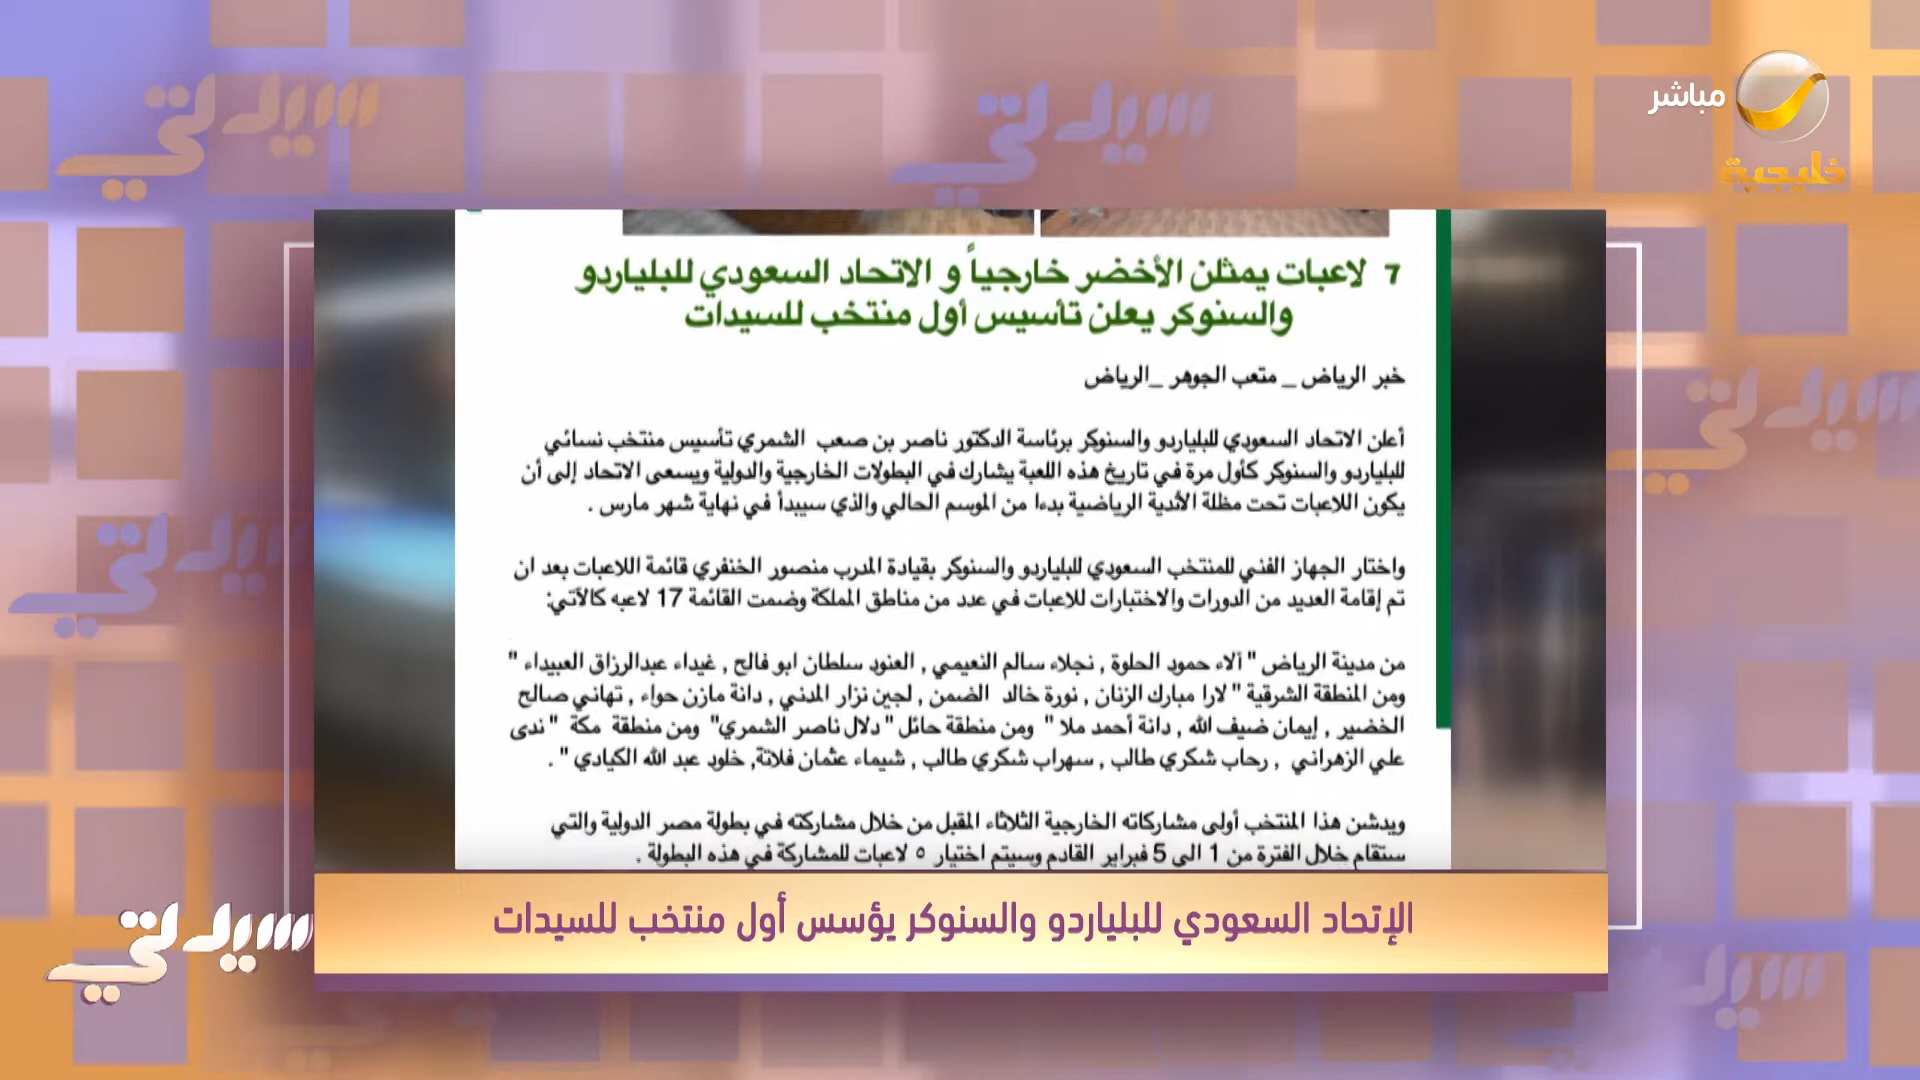 مباشر
خليجية
7 لاعبات يمثلن الأخضر خارجياً و الاتحاد السعودي للبلياردو
والسنوكر يعلن تأسيس أول منتخب للسيدات
خبر الرياض _ متعب الجوهر _الرياض
أعلن الاتحاد السعودي للبلياردو والسنوكر برئاسة الدكتور ناصر بن صعب الشمري تأسيس منتخب نسائي
للبلياردو والسنوكر كأول مرة في تاريخ هذه اللعبة يشارك في البطولات الخارجية والدولية ويسعى الاتحاد إلى أن
يكون اللاعبات تحت مظلة الأندية الرياضية بدءا من الموسم الحالي والذي سيبدأ في نهاية شهر مارس .
واختار الجهاز الفني للمنتخب السعودي للبلياردو والسنوكر بقيادة المدرب منصور الخنفري قائمة اللاعبات بعد ان
تم إقامة العديد من الدورات والاختبارات للاعبات في عدد من مناطق المملكة وضمت القائمة 17 لاعبه كالآتي:
من مدينة الرياض " آلاء حمود الحلوة , نجلاء سالم النعيمي , العنود سلطان ابو فالح , غيداء عبدالرزاق العبيداء "
ومن المنطقة الشرقية " لارا مبارك الزنان , نورة خالد الضمن , لجين نزار المدني , دانة مازن حواء , تهاني صالح
الخضير , إيمان ضيف الله , دانة أحمد ملا " ومن منطقة حائل " دلال ناصر الشمري" ومن منطقة مكة " ندى
علي الزهراني , رحاب شكري طالب , سهراب شكري طالب , شيماء عثمان فلاتة, خلود عبد الله الكيادي " .
ويدشن هذا المنتخب أولى مشاركاته الخارجية الثلاثاء المقبل من خلال مشاركته في بطولة مصر الدولية والتي
ستقام خلال الفترة من 1 الى 5 فبراير القادم وسيتم اختيار ٥ لاعبات للمشاركة في هذه البطولة .
الإتحاد السعودي للبلياردو والسنوكر يؤسس أول منتخب للسيدات
سيدتي